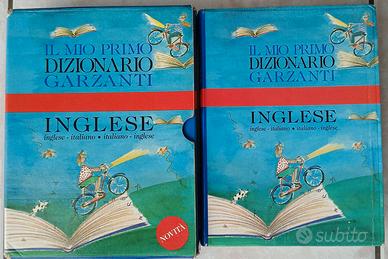 IL MIO PRIMO
DIZIONARIO
GARZANTI
INGLESE
inglese - italiano • italiano - inglese
NOVITÀ
IL MIO PRIMO
DIZIONARIO
GARZANTI
INGLESE
inglese - italiano • italiano - inglese
subito